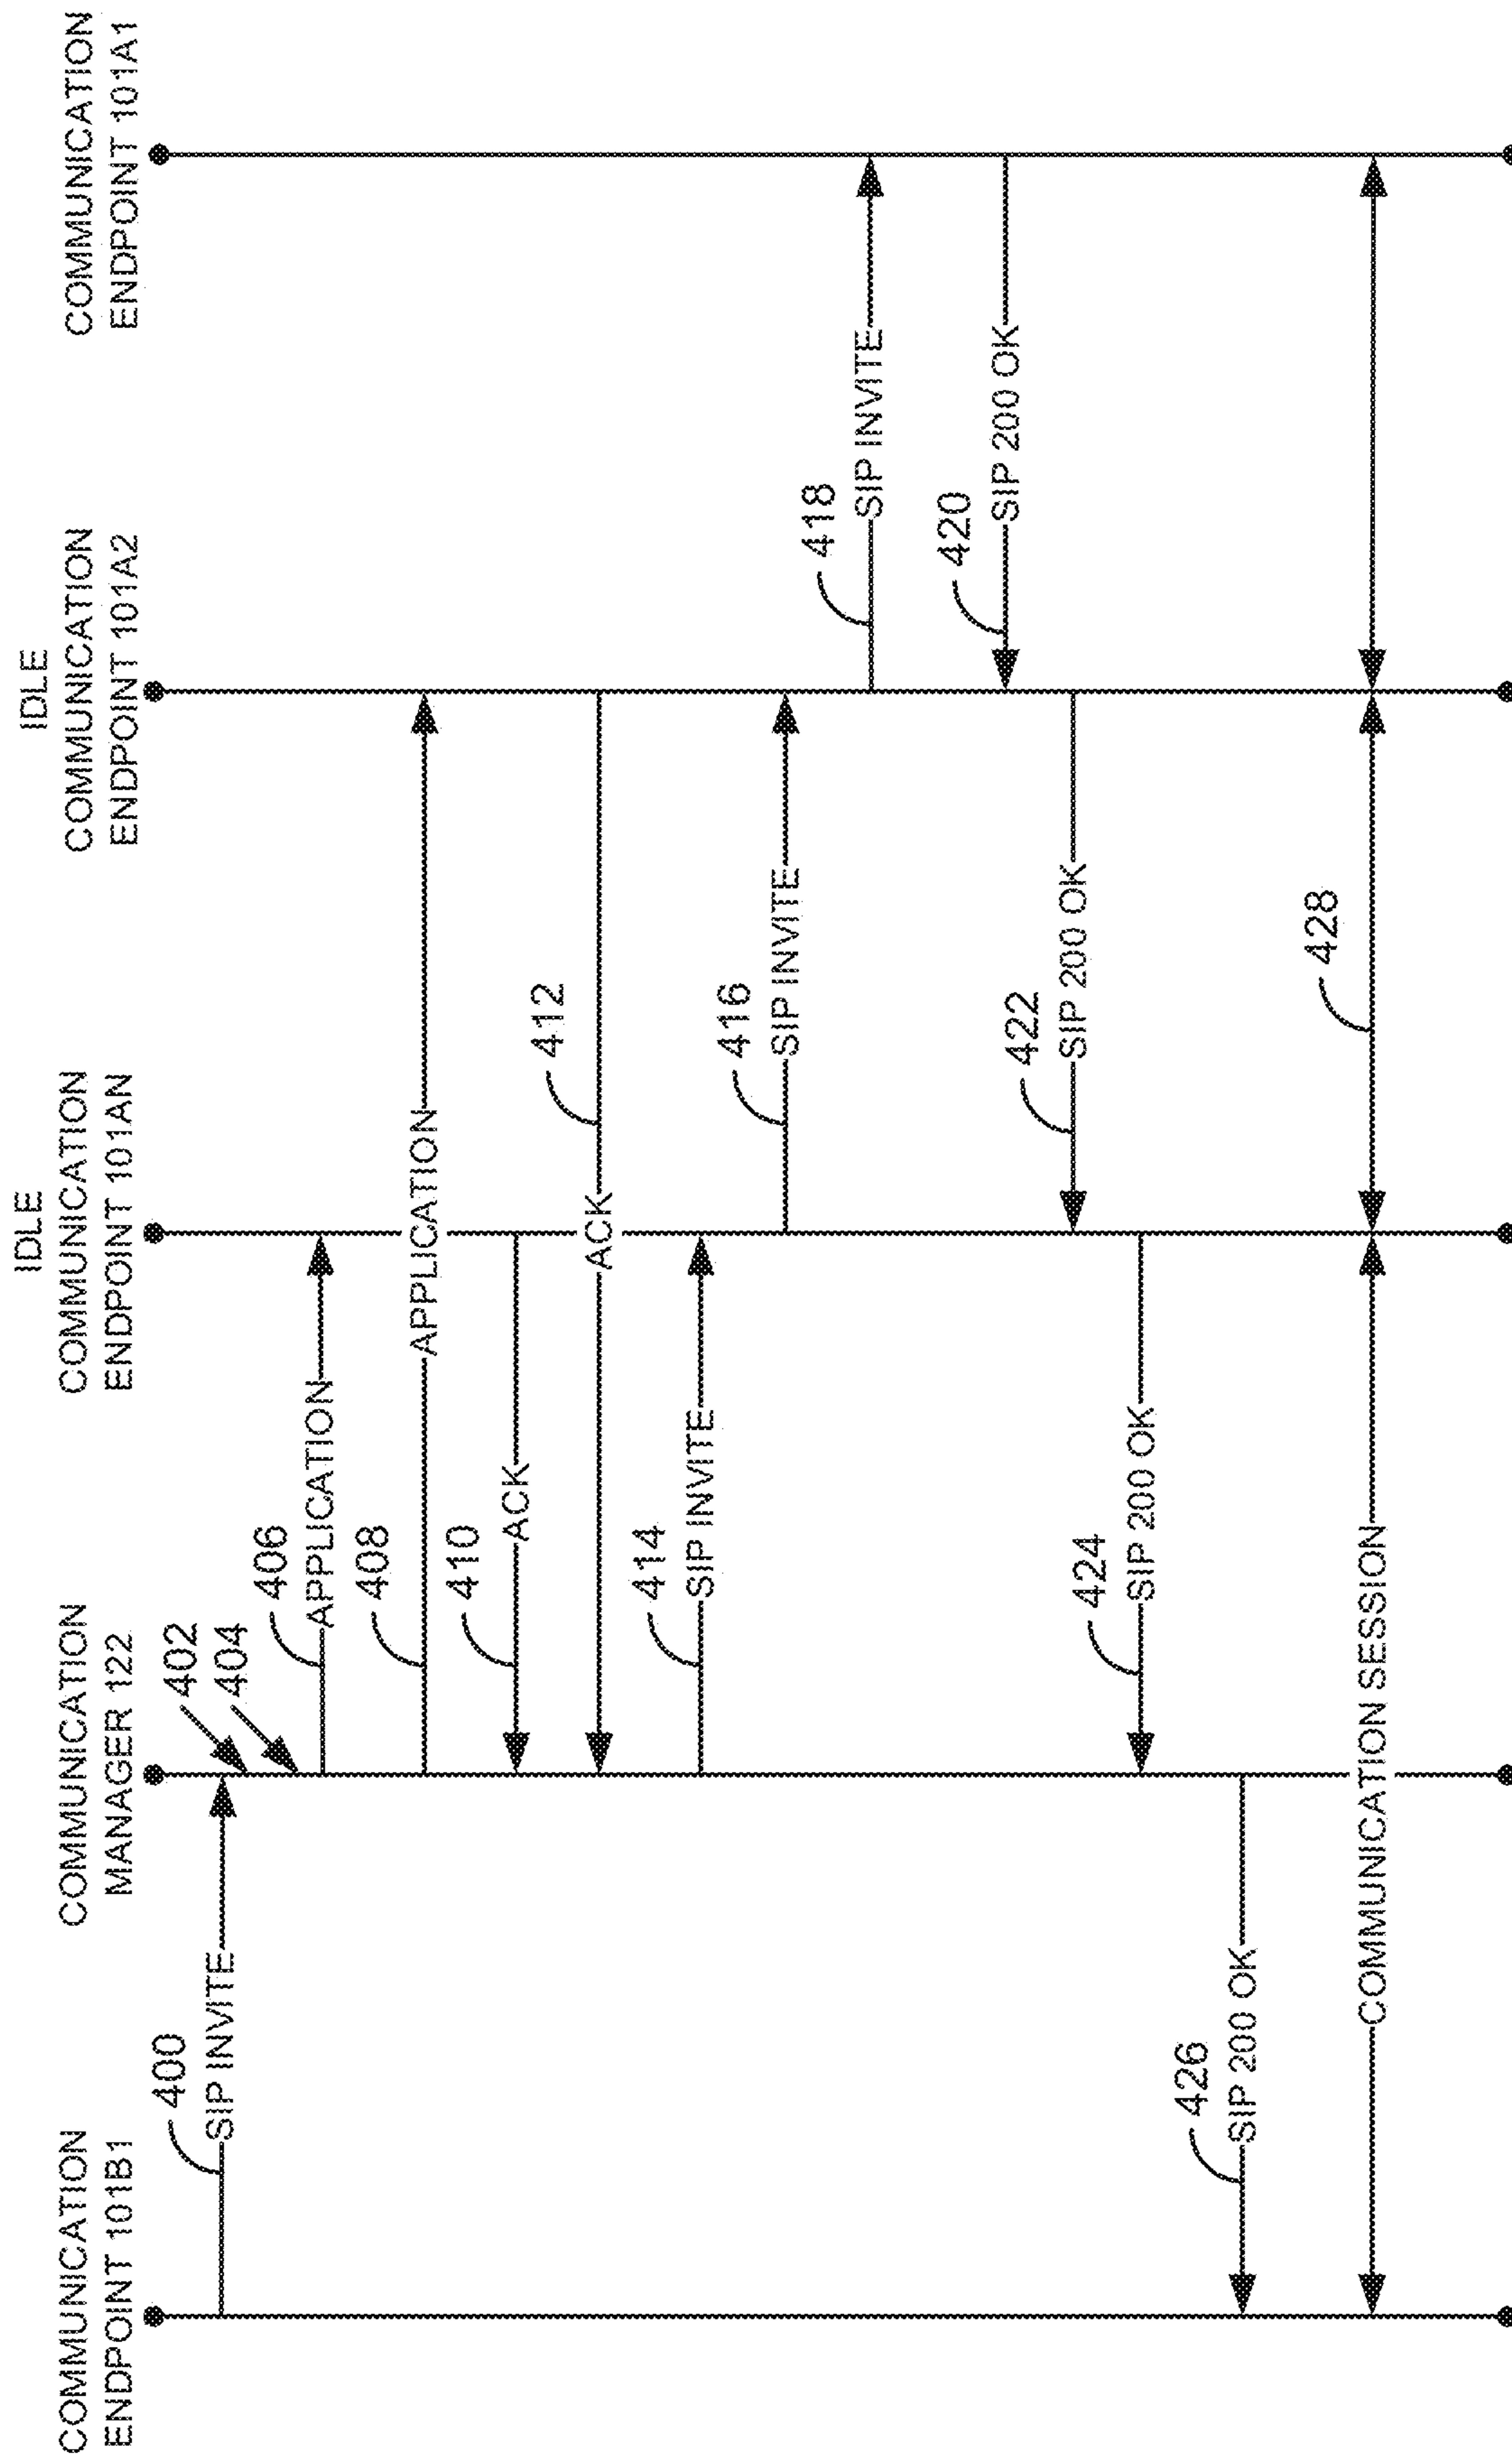 COMMUNICATION
ENDPOINT 101B1
COMMUNICATION
MANAGER 122
IDLE
COMMUNICATION
ENDPOINT 101AN
IDLE
COMMUNICATION
ENDPOINT 101A2
COMMUNICATION
ENDPOINT 101A1
400
SIP INVITE
402
404
406
APPLICATION
408
APPLICATION
410
ACK
412
ACK
414
SIP INVITE
416
SIP INVITE
418
SIP INVITE
420
SIP 200 OK
422
SIP 200 OK
424
SIP 200 OK
426
SIP 200 OK
428
COMMUNICATION SESSION